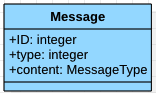 Message
+ID: integer
+type: integer
+content: MessageType